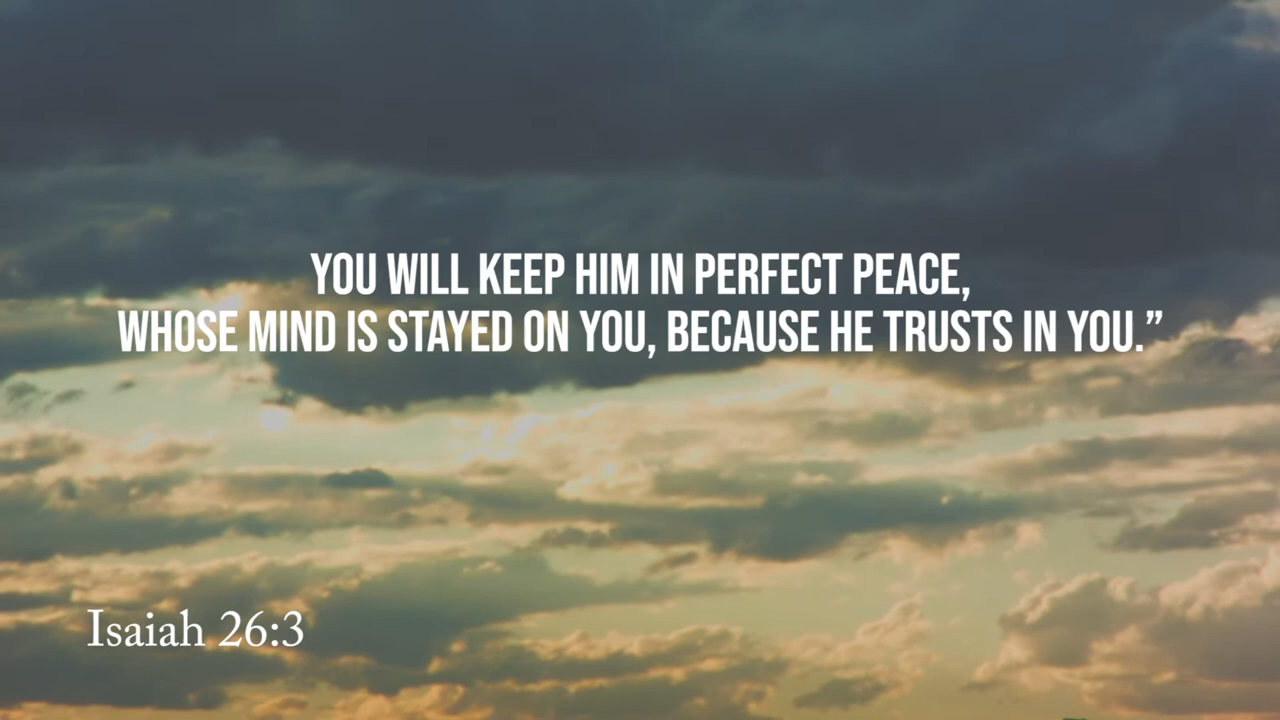 YOU WILL KEEP HIM IN PERFECT PEACE,
WHOSE MIND IS STAYED ON YOU, BECAUSE HE TRUSTS IN YOU.”
Isaiah 26:3